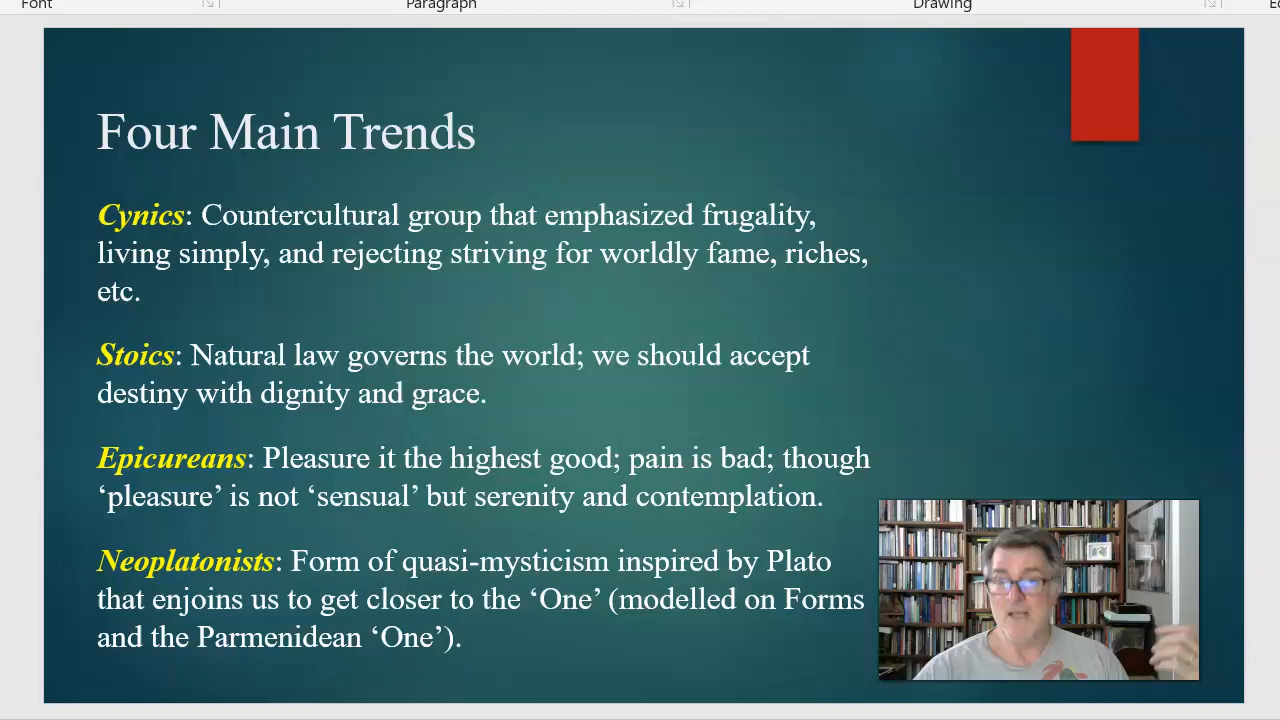 Font
Paragraph
Drawing
Four Main Trends
Cynics: Countercultural group that emphasized frugality,
living simply, and rejecting striving for worldly fame, riches,
etc.
Stoics: Natural law governs the world; we should accept
destiny with dignity and grace.
Epicureans: Pleasure it the highest good; pain is bad; though
‘pleasure’ is not ‘sensual’ but serenity and contemplation.
Neoplatonists: Form of quasi-mysticism inspired by Plato
that enjoins us to get closer to the ‘One’ (modelled on Forms
and the Parmenidean ‘One’).